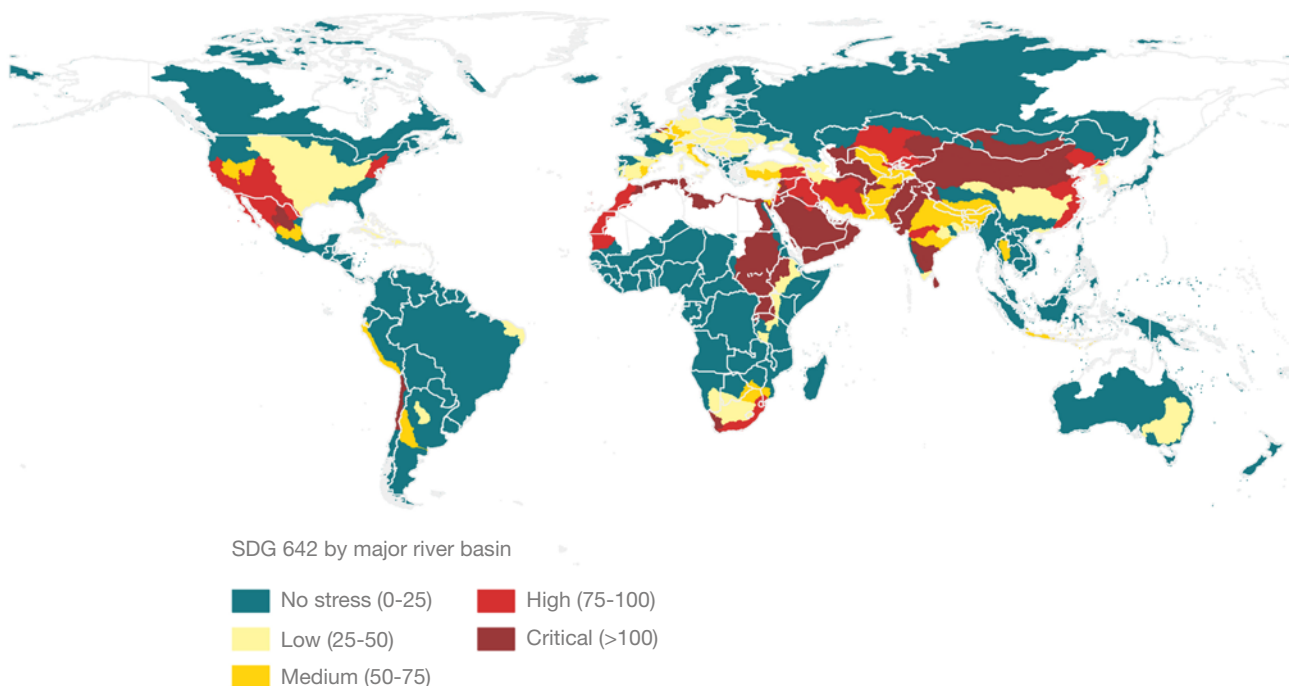 SDG 642 by major river basin
No stress (0-25)
Low (25-50)
Medium (50-75)
High (75-100)
Critical (>100)